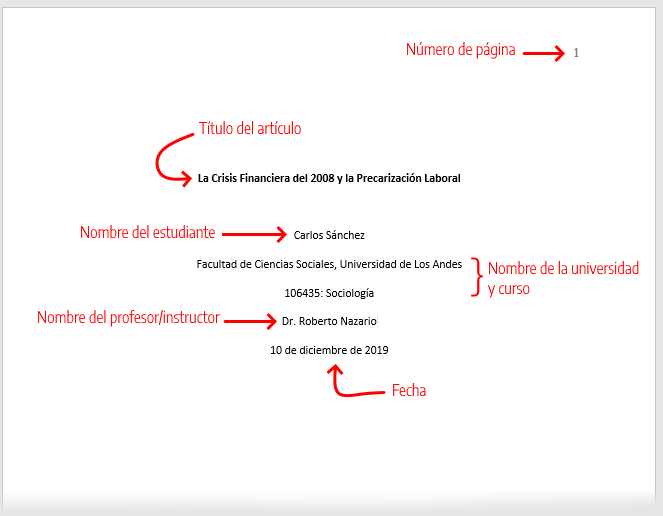 Número de página
1
Título del artículo
La Crisis Financiera del 2008 y la Precarización Laboral
Nombre del estudiante
Carlos Sánchez
Facultad de Ciencias Sociales, Universidad de Los Andes
Nombre de la universidad
y curso
106435: Sociología
Nombre del profesor/instructor
Dr. Roberto Nazario
10 de diciembre de 2019
Fecha